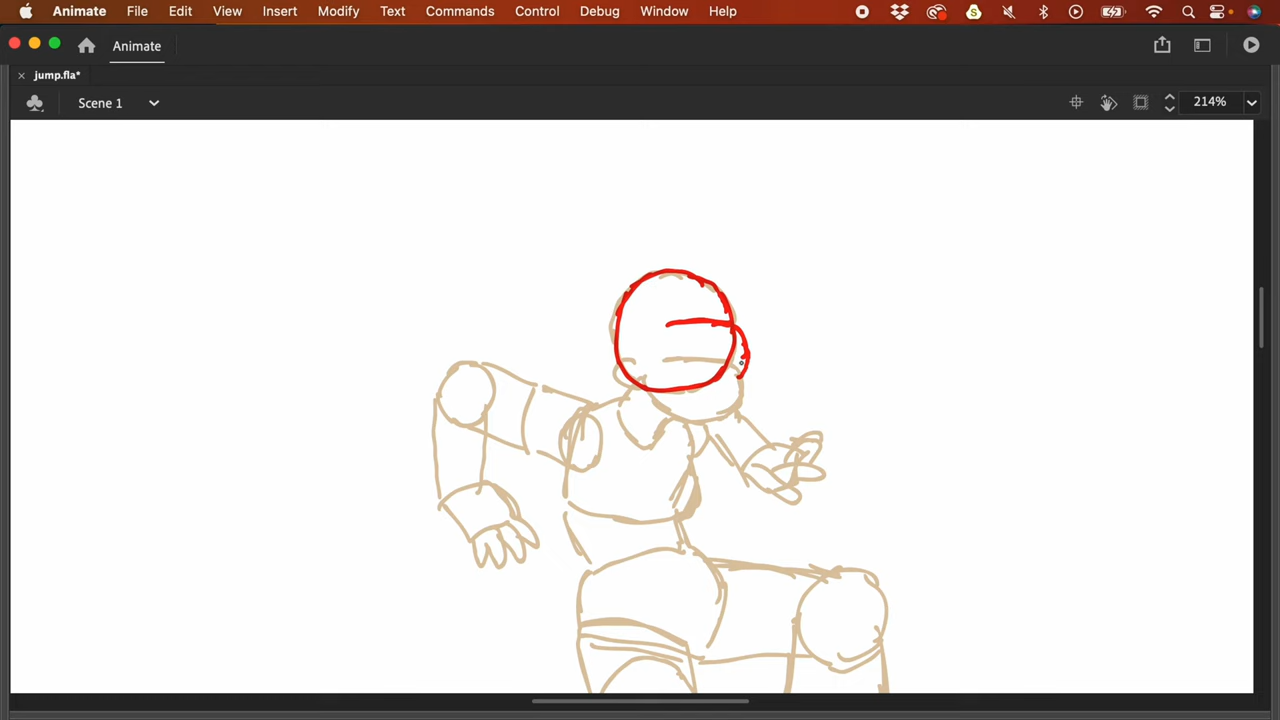 Animate File Edit View Insert Modify Text Commands Control Debug Window Help
Animate
jump.fla*
Scene 1 214%